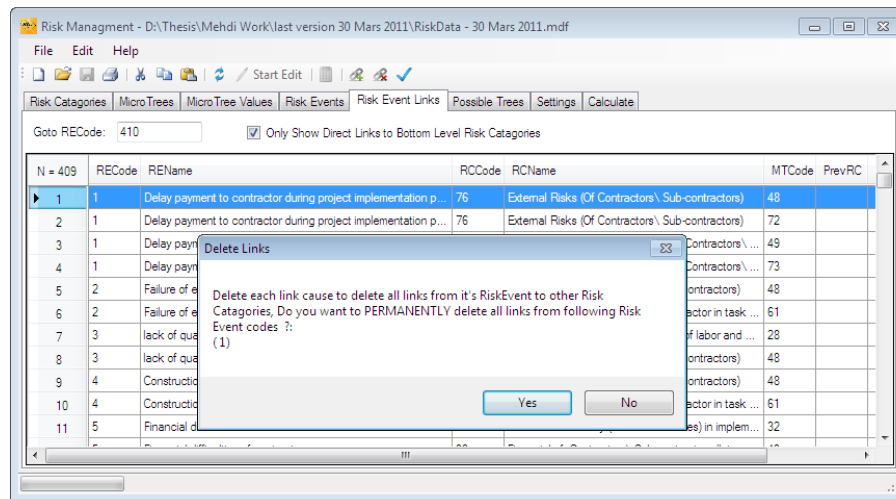 Risk Managment - D:\Thesis\Mehdi Work\last version 30 Mars 2011\RiskData - 30 Mars 2011.mdf
File Edit Help
Start Edit
Risk Catagories MicroTrees MicroTree Values Risk Events Risk Event Links Possible Trees Settings Calculate
Goto RECode: 410 Only Show Direct Links to Bottom Level Risk Catagories
N = 409 RECode REName RCCode RCName MTCode PrevRC
1 1 Delay payment to contractor during project implementation p... 76 External Risks (Of Contractors\ Sub-contractors) 48
2 1 Delay payment to contractor during project implementation p... 76 External Risks (Of Contractors\ Sub-contractors) 72
3 1 Delay payn Contractors\ ... 49
4 1 Delay payn Contractors\ ... 73
5 2 Failure of e ontractors) 48
6 2 Failure of e actor in task ... 61
7 3 lack of qua of labor and ... 28
8 3 lack of qua ontractors) 48
9 4 Constructio ontractors) 48
10 4 Constructio actor in task ... 61
11 5 Financial d es) in implem... 32
Delete Links
Delete each link cause to delete all links from it's RiskEvent to other Risk
Catagories, Do you want to PERMANENTLY delete all links from following Risk
Event codes ?:
(1)
Yes No